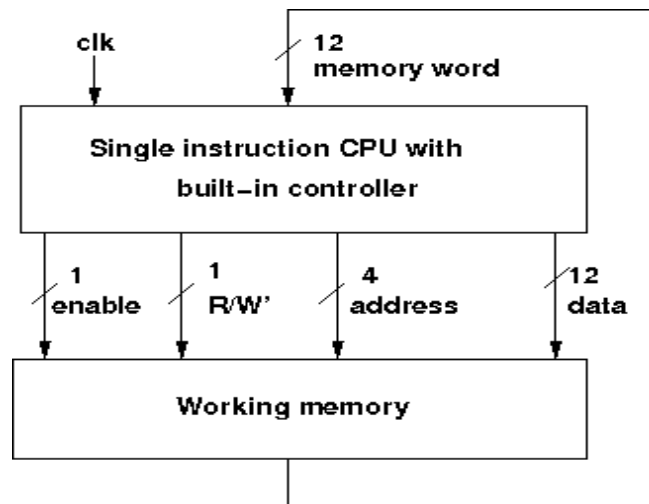 clk
12
memory word
Single instruction CPU with
built-in controller
1
enable
1
R/W'
4
address
12
data
Working memory